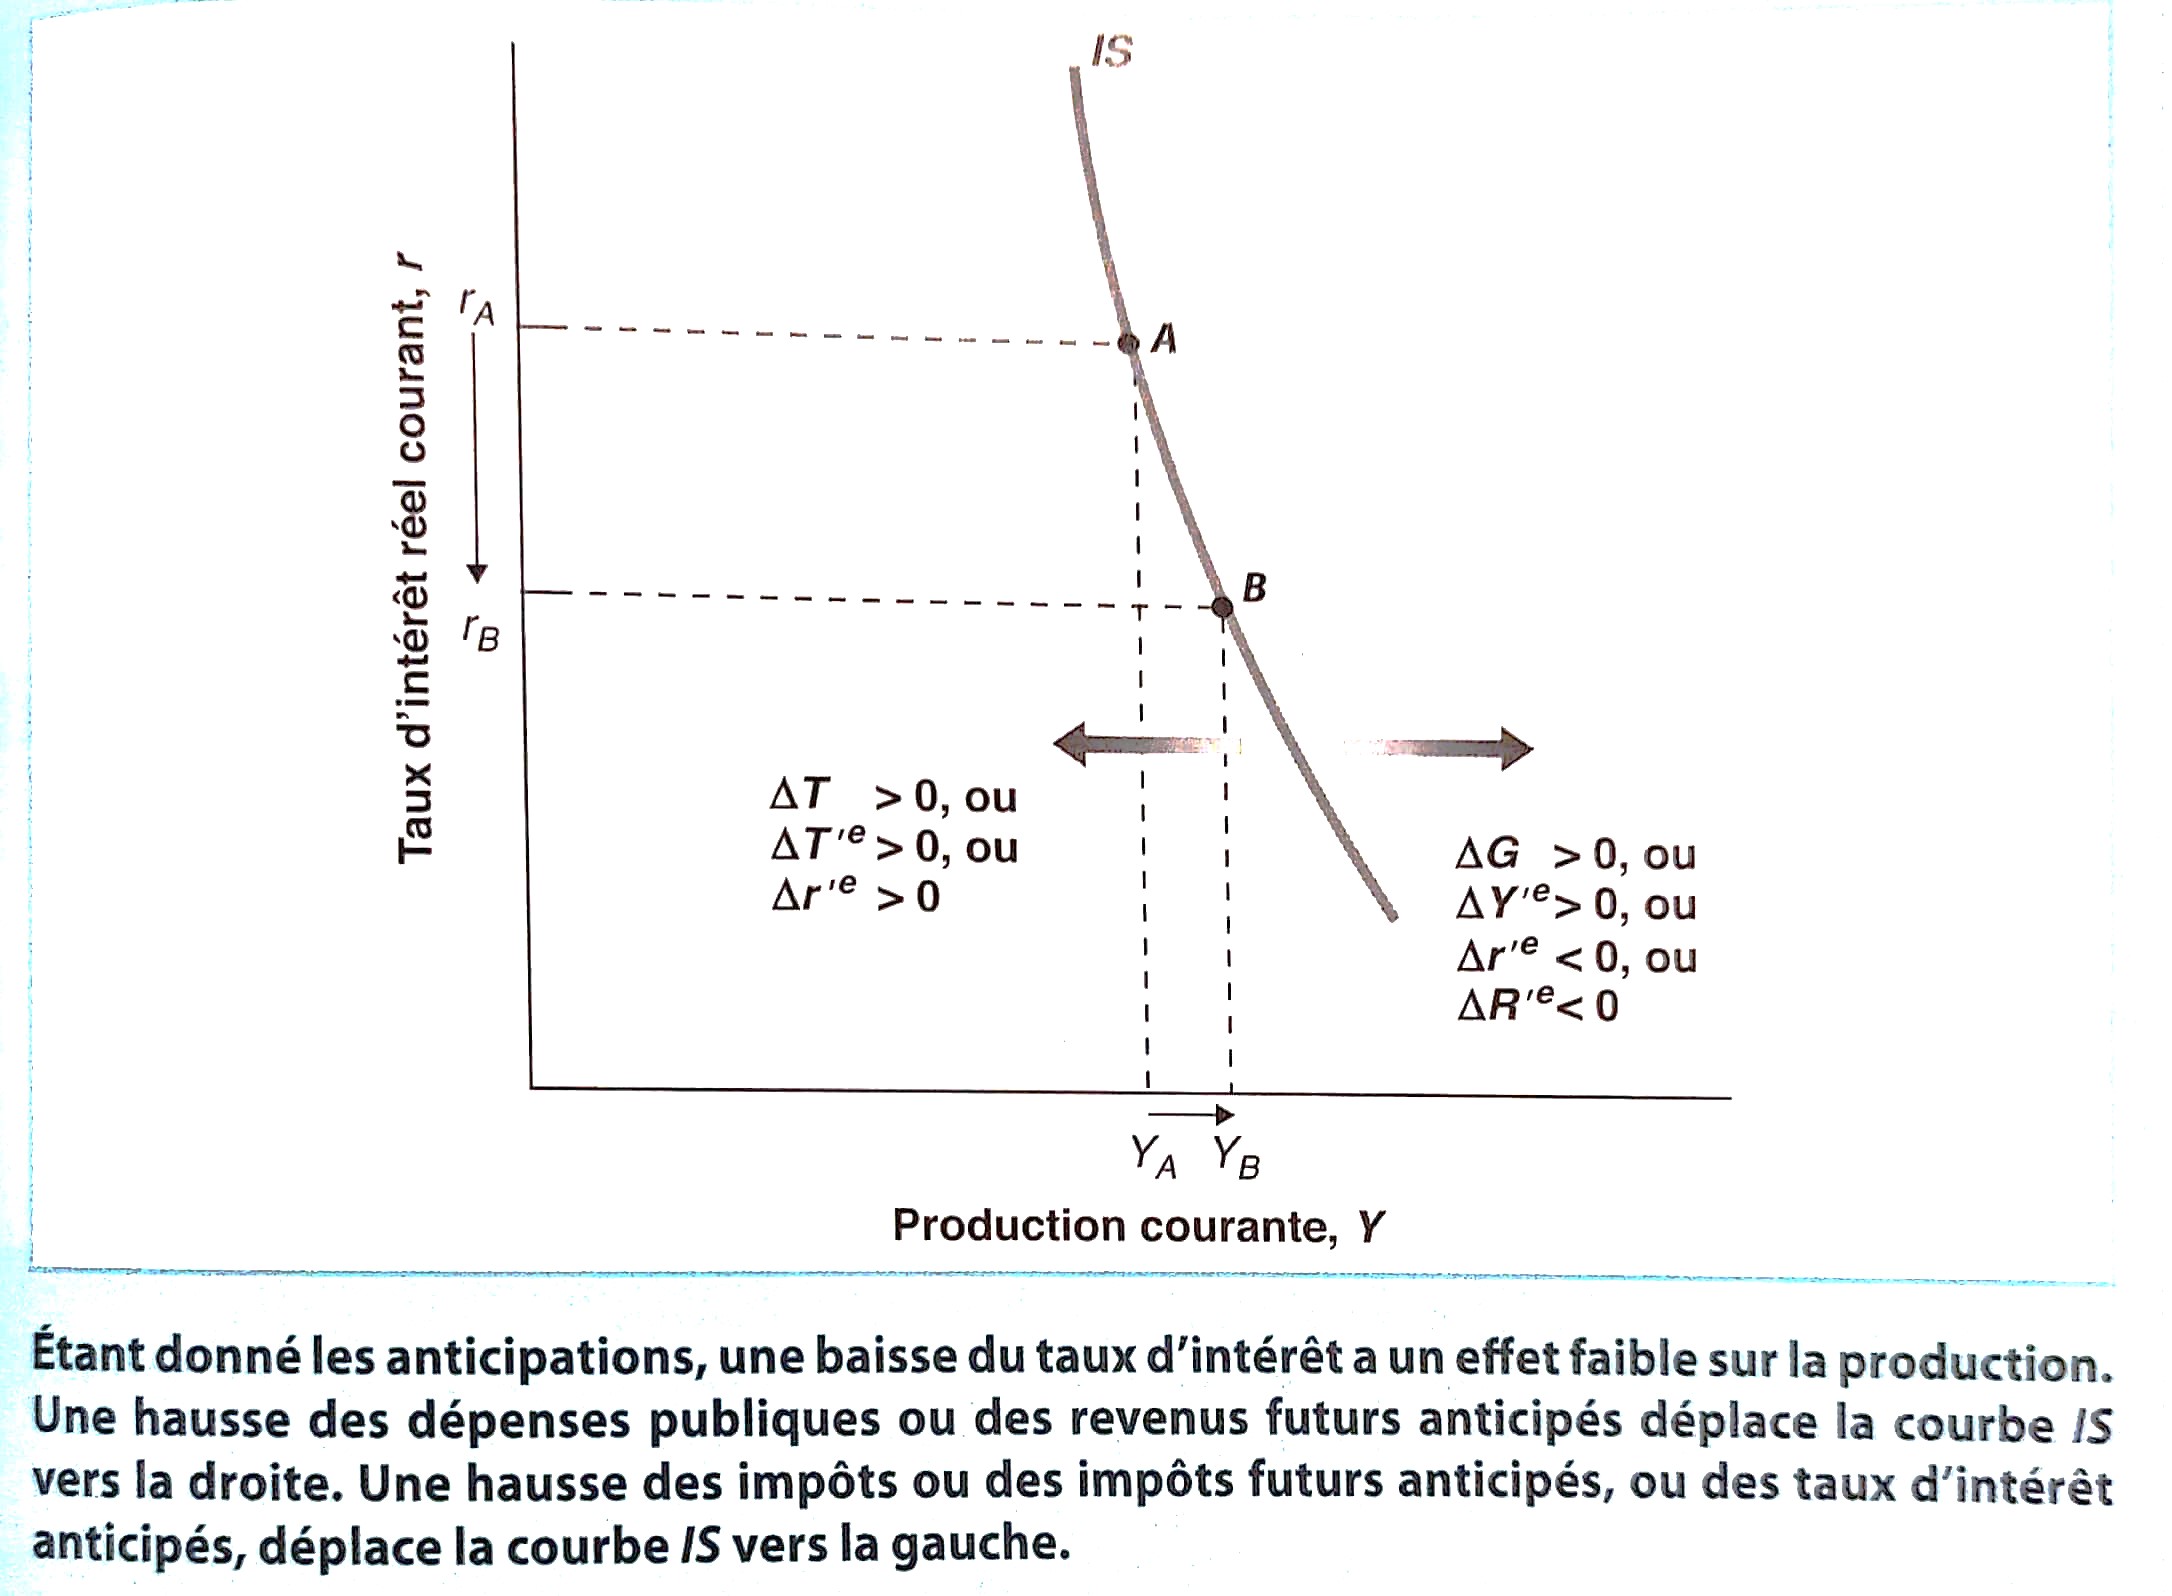 IS
Taux d'intérêt réel courant, r
rA
A
B
rB
ΔT > 0, ou
ΔT'e > 0, ou
Δr'e > 0
ΔG > 0, ou
ΔY'e > 0, ou
Δr'e < 0, ou
ΔR'e < 0
YA YB
Production courante, Y
Étant donné les anticipations, une baisse du taux d'intérêt a un effet faible sur la production.
Une hausse des dépenses publiques ou des revenus futurs anticipés déplace la courbe IS
vers la droite. Une hausse des impôts ou des impôts futurs anticipés, ou des taux d'intérêt
anticipés, déplace la courbe IS vers la gauche.